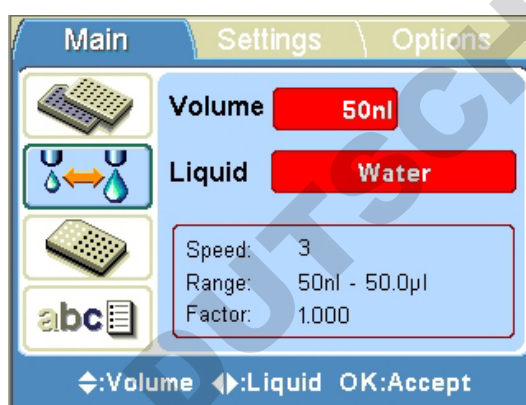 Main Settings Options
Volume 50nl
Liquid Water
Speed: 3
Range: 50nl - 50.0µl
Factor: 1.000
abc
:Volume :Liquid OK:Accept
DUTSCH